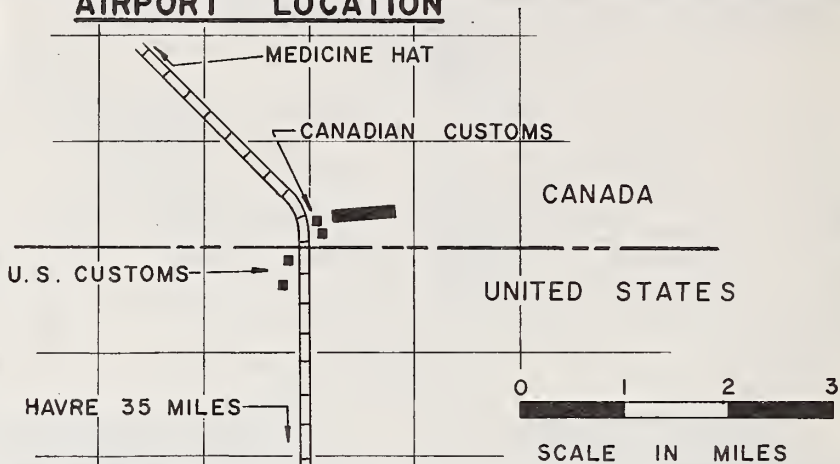 AIRPORT LOCATION
MEDICINE HAT
CANADIAN CUSTOMS
CANADA
U.S. CUSTOMS
UNITED STATES
0 1 2 3
HAVRE 35 MILES
SCALE IN MILES